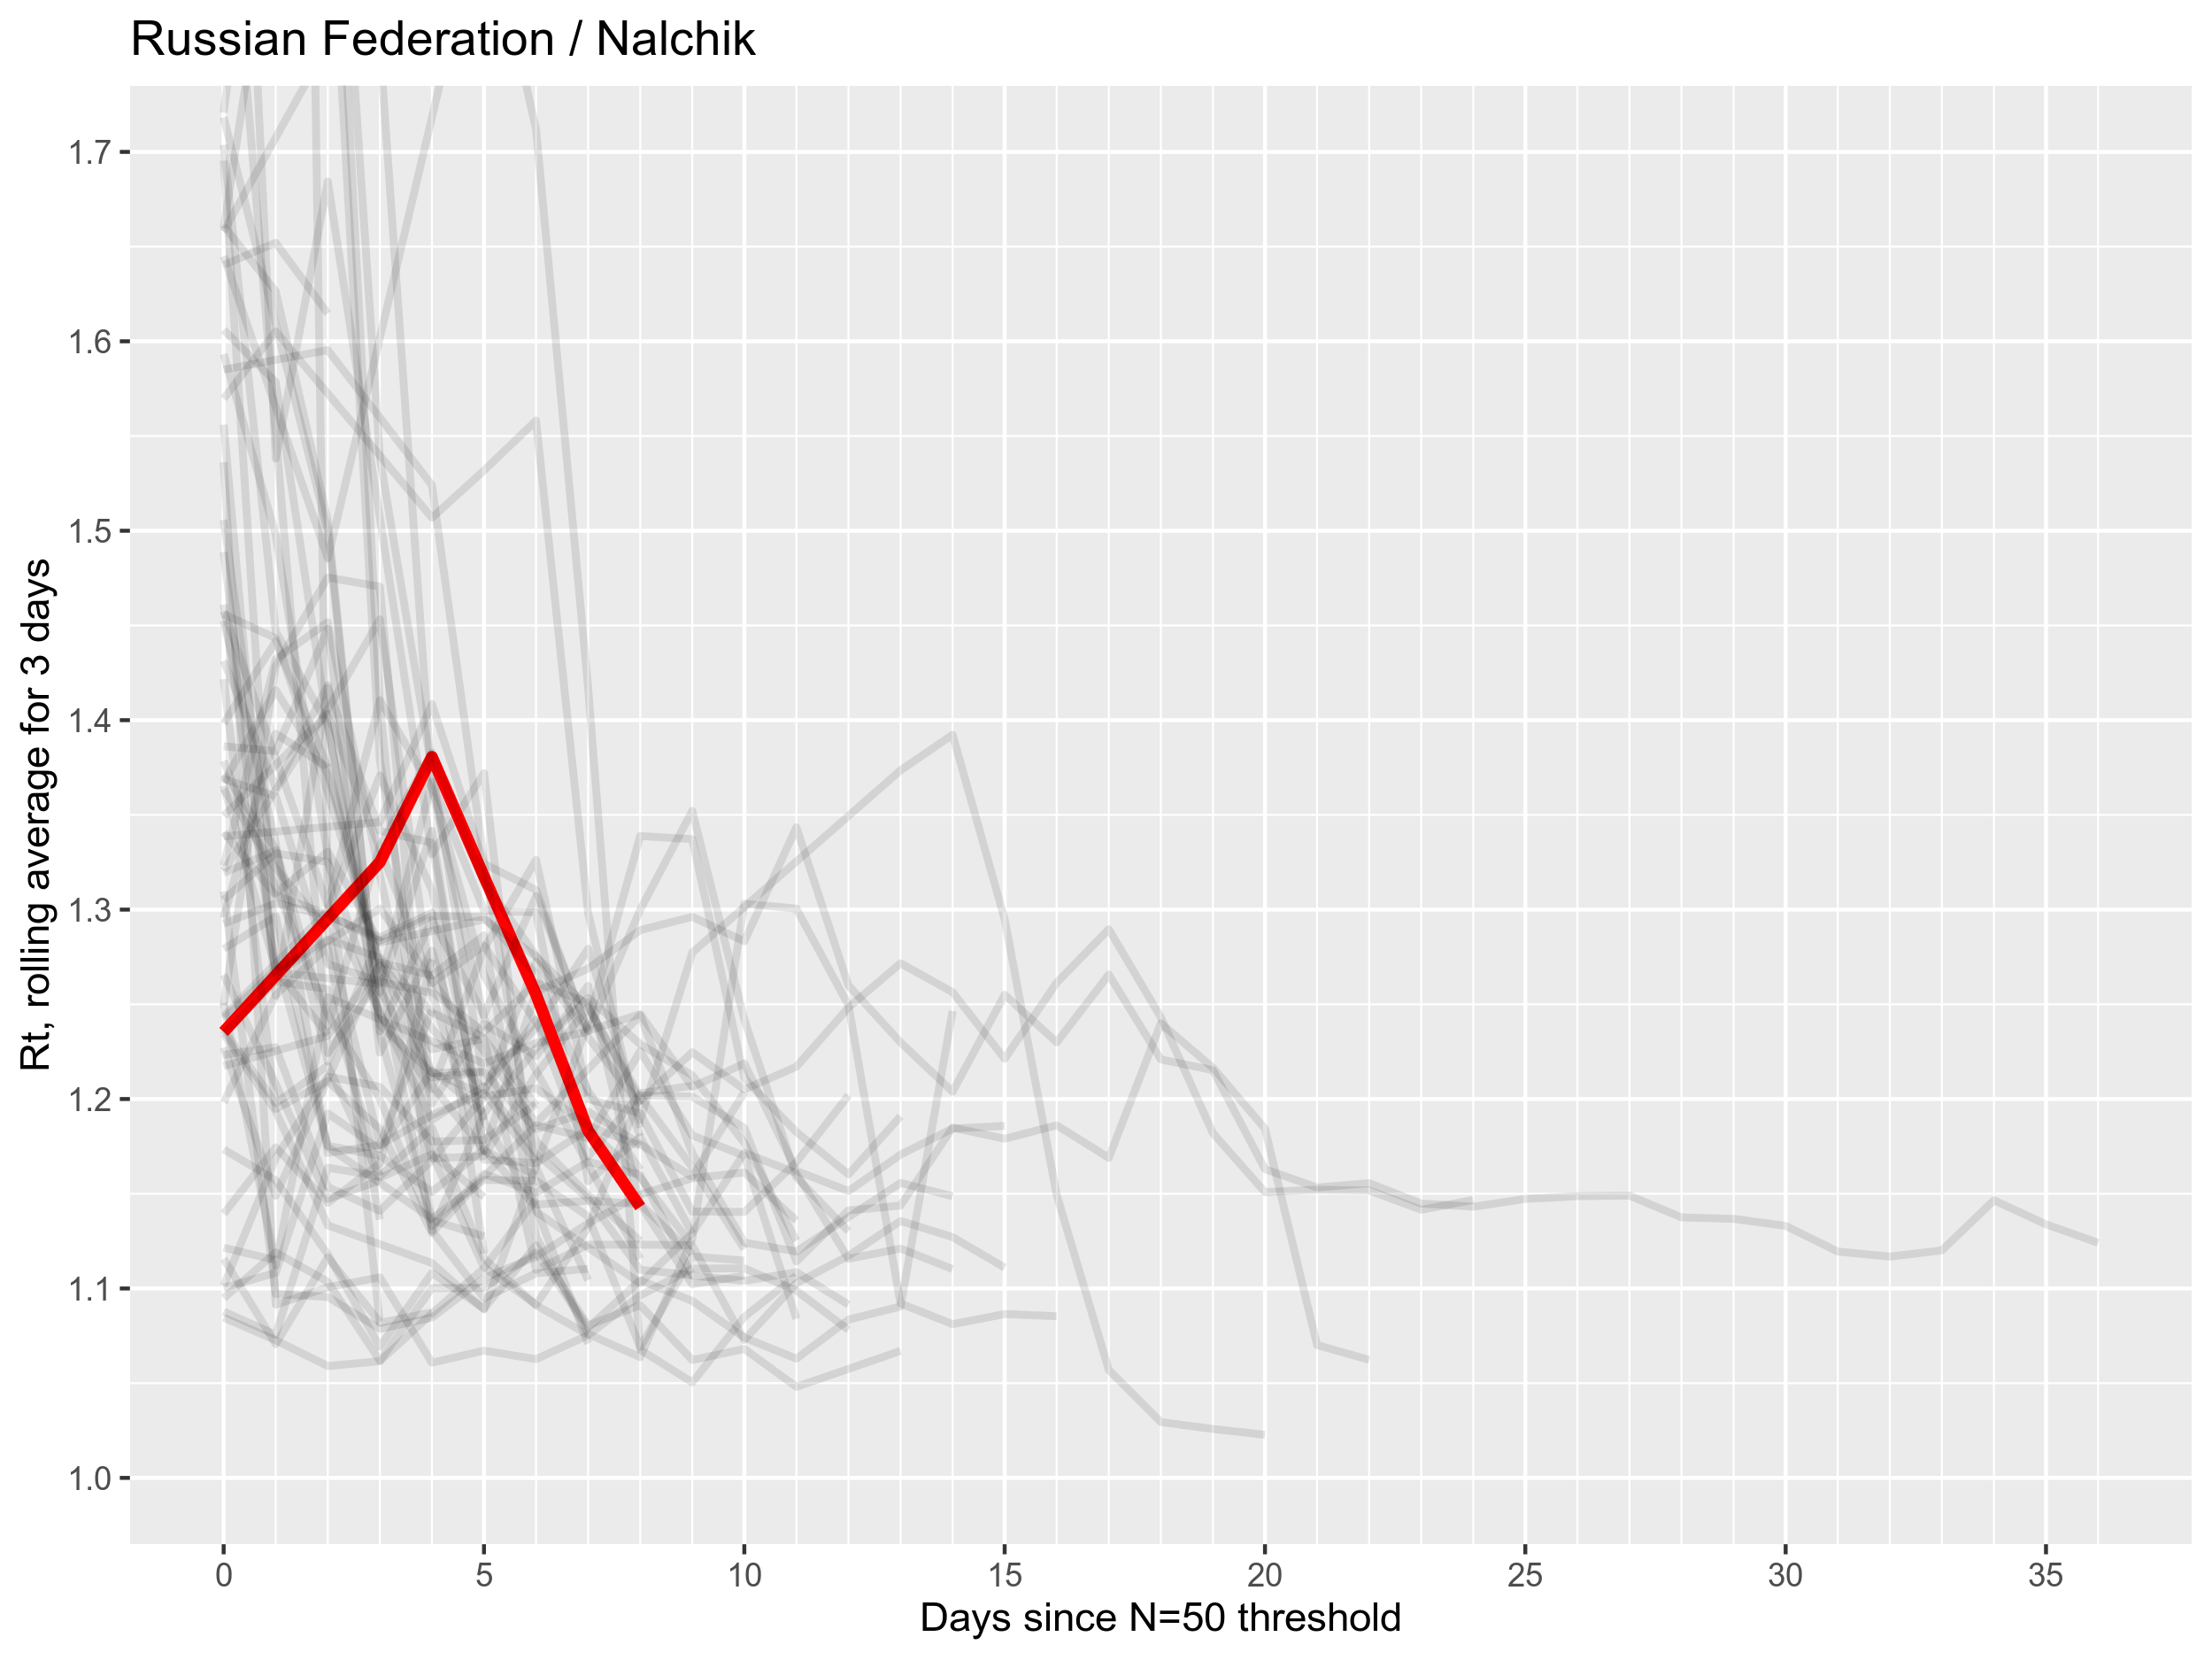 Russian Federation / Nalchik
Rt, rolling average for 3 days
1.7
1.6
1.5
1.4
1.3
1.2
1.1
1.0
0 5 10 15 20 25 30 35
Days since N=50 threshold